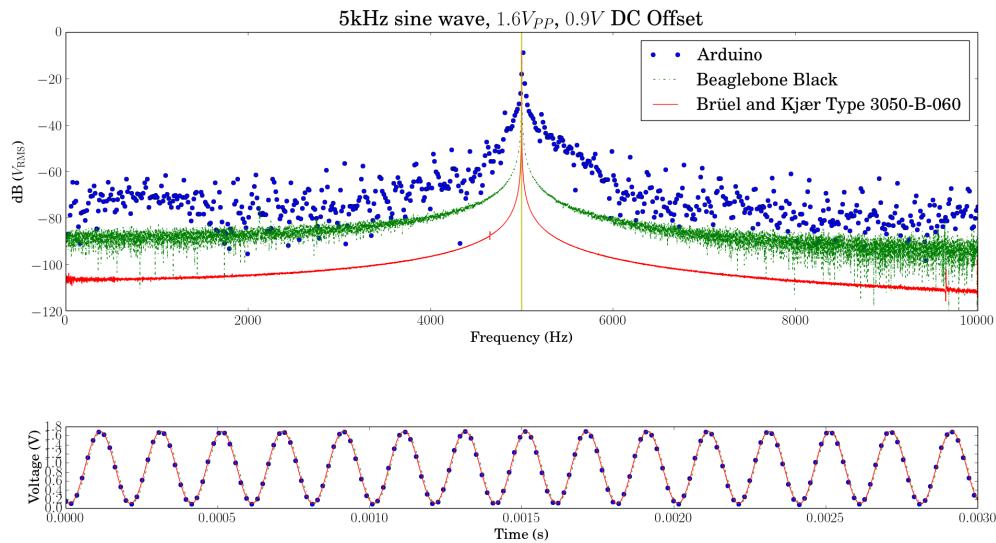 5kHz sine wave, 1.6V_PP, 0.9V DC Offset
Arduino
Beaglebone Black
Brüel and Kjær Type 3050-B-060
dB (V_RMS)
0
−20
−40
−60
−80
−100
−120
0 2000 4000 6000 8000 10000
Frequency (Hz)
Voltage (V)
1.8
1.6
1.4
1.2
1.0
0.8
0.6
0.4
0.2
0.0
0.0000 0.0005 0.0010 0.0015 0.0020 0.0025 0.0030
Time (s)